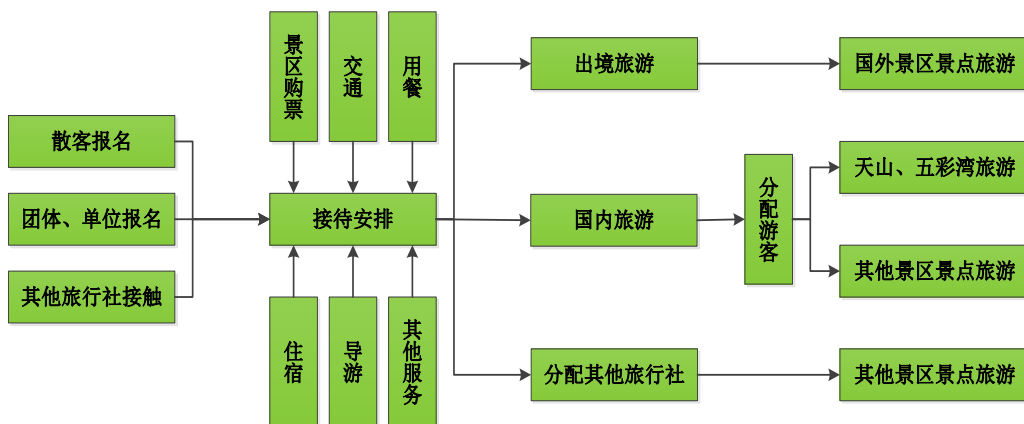 景区购票
交通
用餐
出境旅游
国外景区景点旅游
散客报名
天山、五彩湾旅游
团体、单位报名
接待安排
国内旅游
分配游客
其他旅行社接触
其他景区景点旅游
住宿
导游
其他服务
分配其他旅行社
其他景区景点旅游